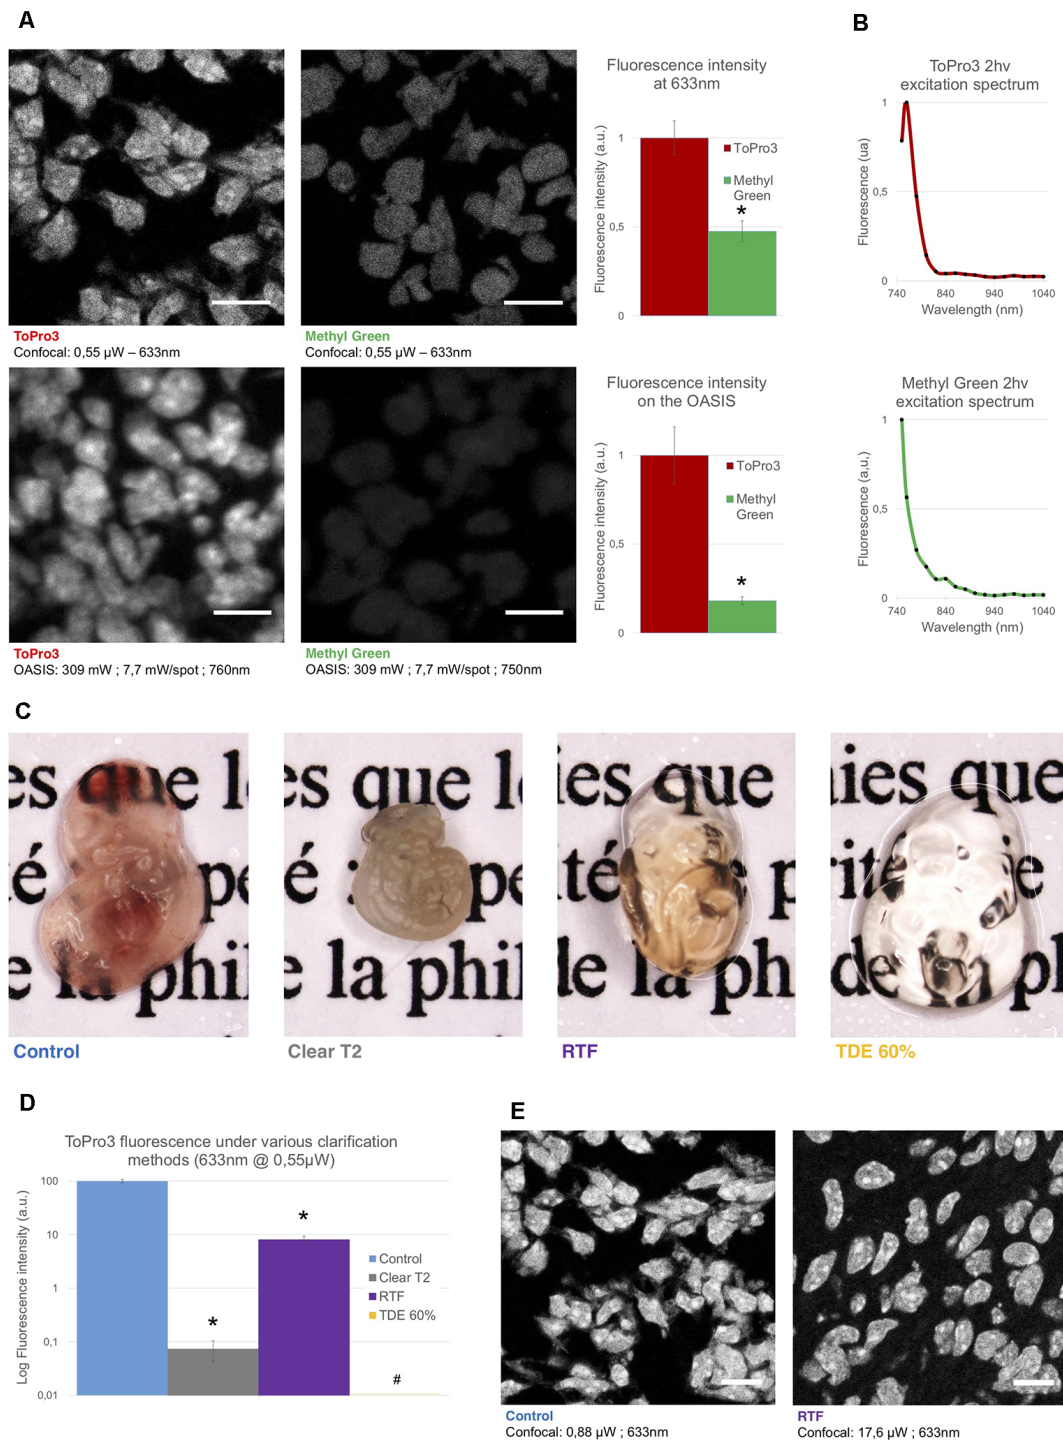 A
B
Fluorescence intensity
at 633nm
Fluorescence intensity (a.u.)
1
0,5
0
ToPro3
Methyl
Green
*
ToPro3 2hv
excitation spectrum
Fluorescence (ua)
1
0,5
0
740
840
940
1040
Wavelength (nm)
ToPro3
Confocal: 0,55 µW – 633nm
Methyl Green
Confocal: 0,55 µW – 633nm
Fluorescence intensity
on the OASIS
Fluorescence intensity (a.u.)
1
0,5
0
ToPro3
Methyl
Green
*
Methyl Green 2hv
excitation spectrum
Fluorescence (a,u.)
1
0,5
0
740
840
940
1040
Wavelength (nm)
ToPro3
OASIS: 309 mW ; 7,7 mW/spot ; 760nm
Methyl Green
OASIS: 309 mW ; 7,7 mW/spot ; 750nm
C
es que l
é pe
e la phil
Control
es que l
é pe
e la phil
Clear T2
ies que
ité p
de la ph
RTF
aies que
rité e
de pl
TDE 60%
D
ToPro3 fluorescence under various clarification
methods (633nm @ 0,55µW)
Log Fluorescence intensity (a.u.)
100
10
1
0,1
0,01
*
*
#
Control
Clear T2
RTF
TDE 60%
E
Control
Confocal: 0,88 µW ; 633nm
RTF
Confocal: 17,6 µW ; 633nm